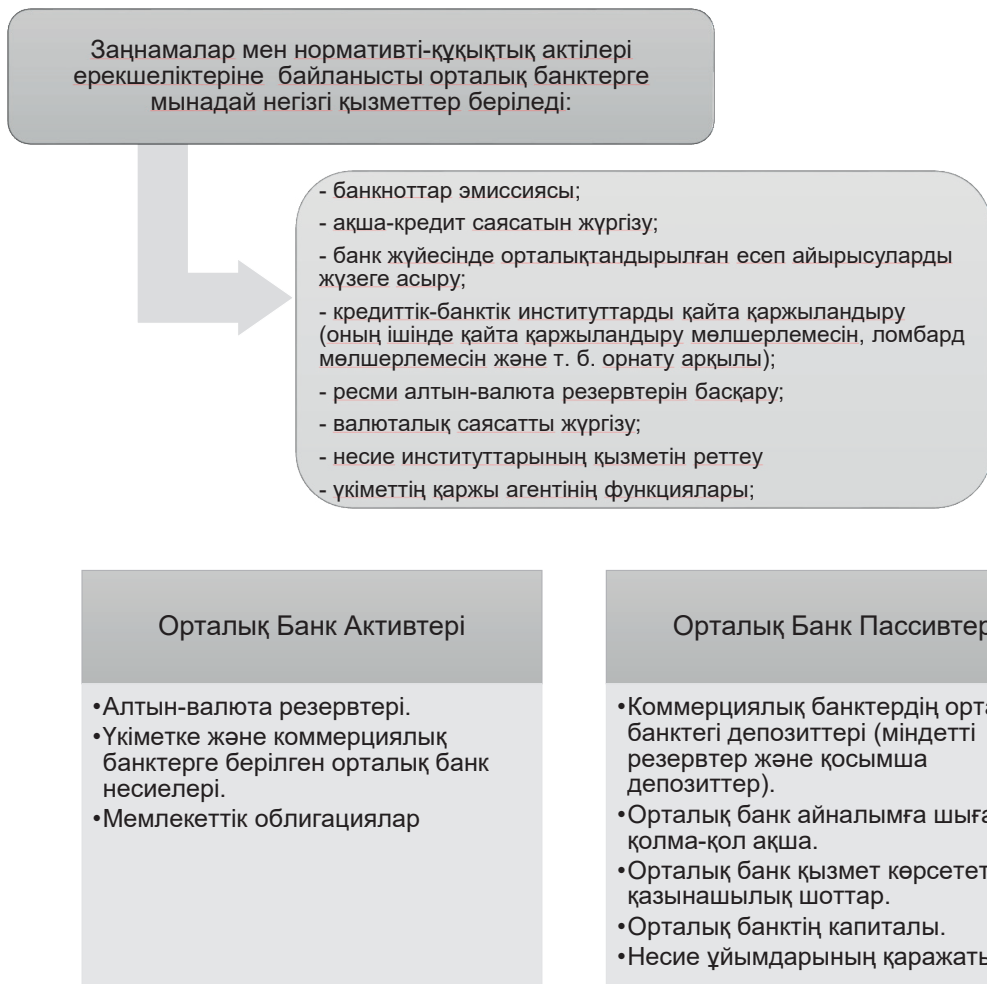 Заңнамалар мен нормативті-құқықтық актілері
ерекшеліктеріне байланысты орталық банктерге
мынадай негізгі қызметтер беріледі:
- банкноттар эмиссиясы;
- ақша-кредит саясатын жүргізу;
- банк жүйесінде орталықтандырылған есеп айырысуларды
жүзеге асыру;
- кредиттік-банктік институттарды қайта қаржыландыру
(оның ішінде қайта қаржыландыру мөлшерлемесін, ломбард
мөлшерлемесін және т. б. орнату арқылы);
- ресми алтын-валюта резервтерін басқару;
- валюталық саясатты жүргізу;
- несие институттарының қызметін реттеу
- үкіметтің қаржы агентінің функциялары;
Орталық Банк Активтері
•Алтын-валюта резервтері.
•Үкіметке және коммерциялық
банктерге берілген орталық банк
несиелері.
•Мемлекеттік облигациялар
Орталық Банк
•Коммерциялық банктердің
банктегі депозиттері (міндетті
резервтер және қосымша
депозиттер).
•Орталық банк айналымға
қолма-қол ақша.
•Орталық банк қызмет
қазынашылық шоттар.
•Орталық банктің капиталы.
•Несие ұйымдарының